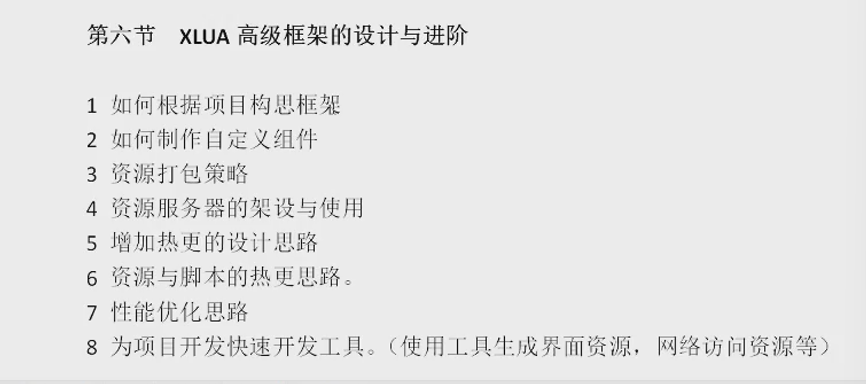 第六节 XLUA 高级框架的设计与进阶
1 如何根据项目构思框架
2 如何制作自定义组件
3 资源打包策略
4 资源服务器的架设与使用
5 增加热更的设计思路
6 资源与脚本的热更思路。
7 性能优化思路
8 为项目开发快速开发工具。（使用工具生成界面资源，网络访问资源等）